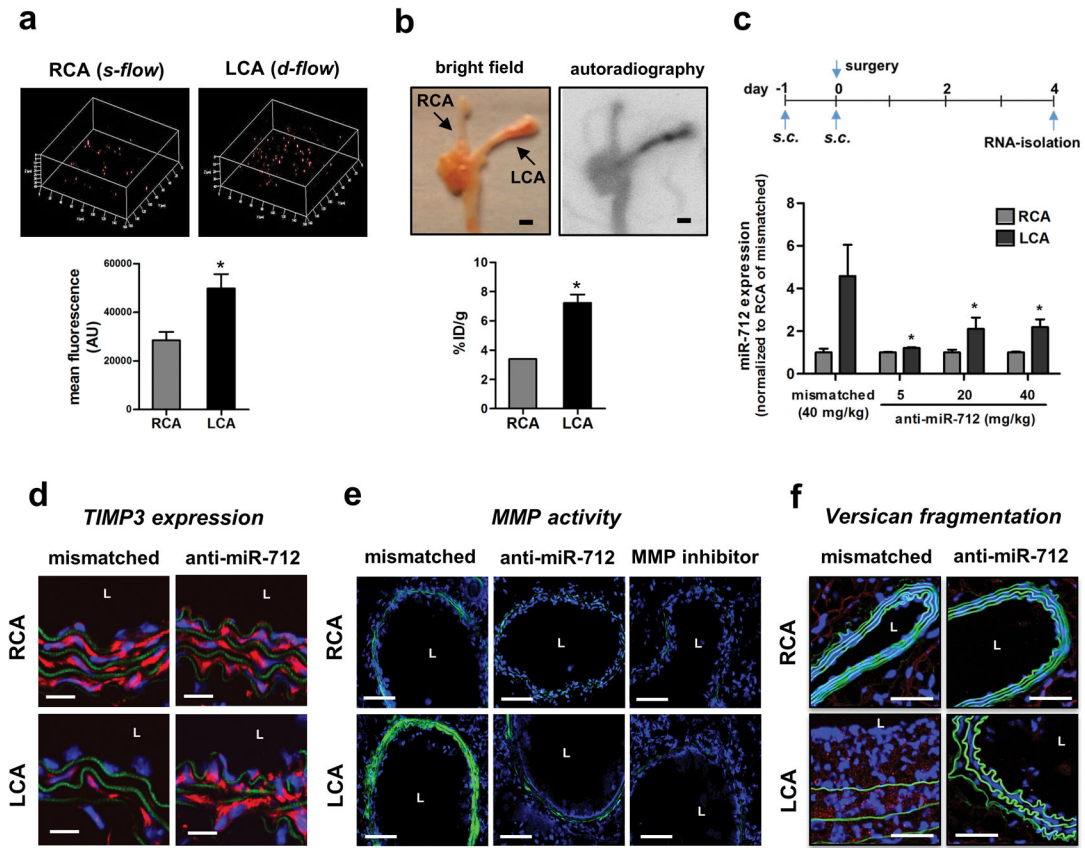 a
RCA (s-flow)
LCA (d-flow)
mean fluorescence
(AU)
60000
40000
20000
0
*
RCA
LCA
b
bright field
autoradiography
RCA
LCA
%ID/g
10
8
6
4
2
0
*
RCA
LCA
c
surgery
day -1
0
2
4
s.c.
s.c.
RNA-isolation
miR-712 expression
(normalized to RCA of mismatched)
8
6
4
2
0
RCA
LCA
*
*
*
mismatched
(40 mg/kg)
5
20
40
anti-miR-712 (mg/kg)
d
TIMP3 expression
mismatched
anti-miR-712
RCA
L
L
LCA
L
L
e
MMP activity
mismatched
anti-miR-712
MMP inhibitor
RCA
L
L
L
LCA
L
L
L
f
Versican fragmentation
mismatched
anti-miR-712
RCA
L
L
LCA
L
L